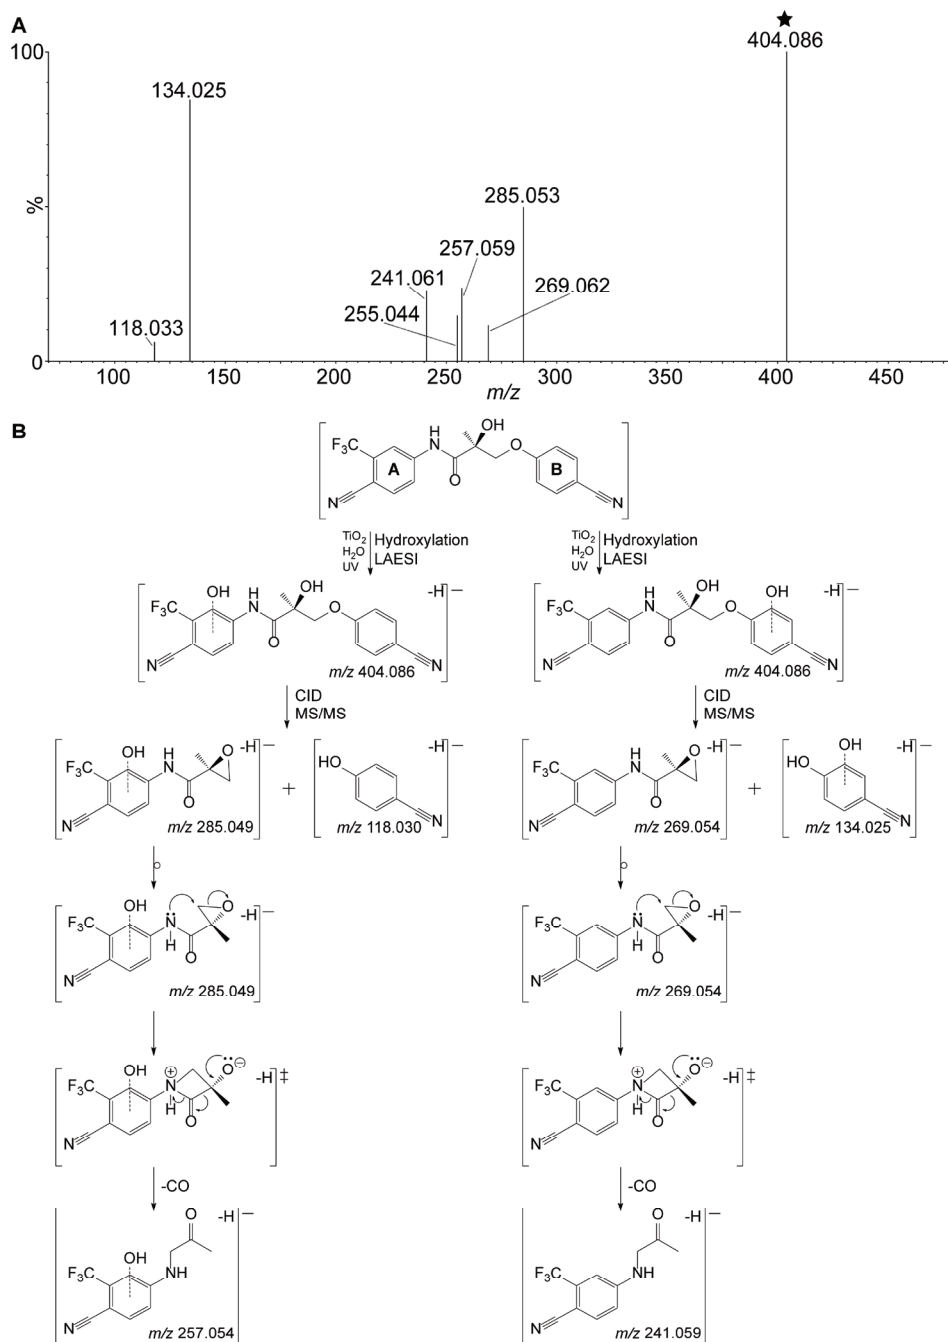 A
★
404.086
100
134.025
%
285.053
257.059
241.061
269.062
255.044
118.033
0
100 150 200 250 300 350 400 450
m/z
B
OH
H
F₃C N O
A B
O
N N
TiO₂ Hydroxylation TiO₂ Hydroxylation
H₂O LAESI H₂O LAESI
UV UV
OH OH -H − OH OH -H −
F₃C H N O F₃C H N O
O O
N N N N
m/z 404.086 m/z 404.086
CID CID
MS/MS MS/MS
OH H O -H − -H − H O -H − OH -H −
F₃C N HO F₃C N HO
O + O +
N N N N
m/z 285.049 m/z 118.030 m/z 269.054 m/z 134.025
OH N̈ O -H − N̈ O -H −
F₃C H F₃C H
O O
N N
m/z 285.049 m/z 269.054
OH ⊕ Ö ⊖ -H ‡ ⊕ Ö ⊖ -H ‡
F₃C N F₃C N
H H
O O
N N
-CO -CO
O -H − O -H −
OH
F₃C NH F₃C NH
N N
m/z 257.054 m/z 241.059